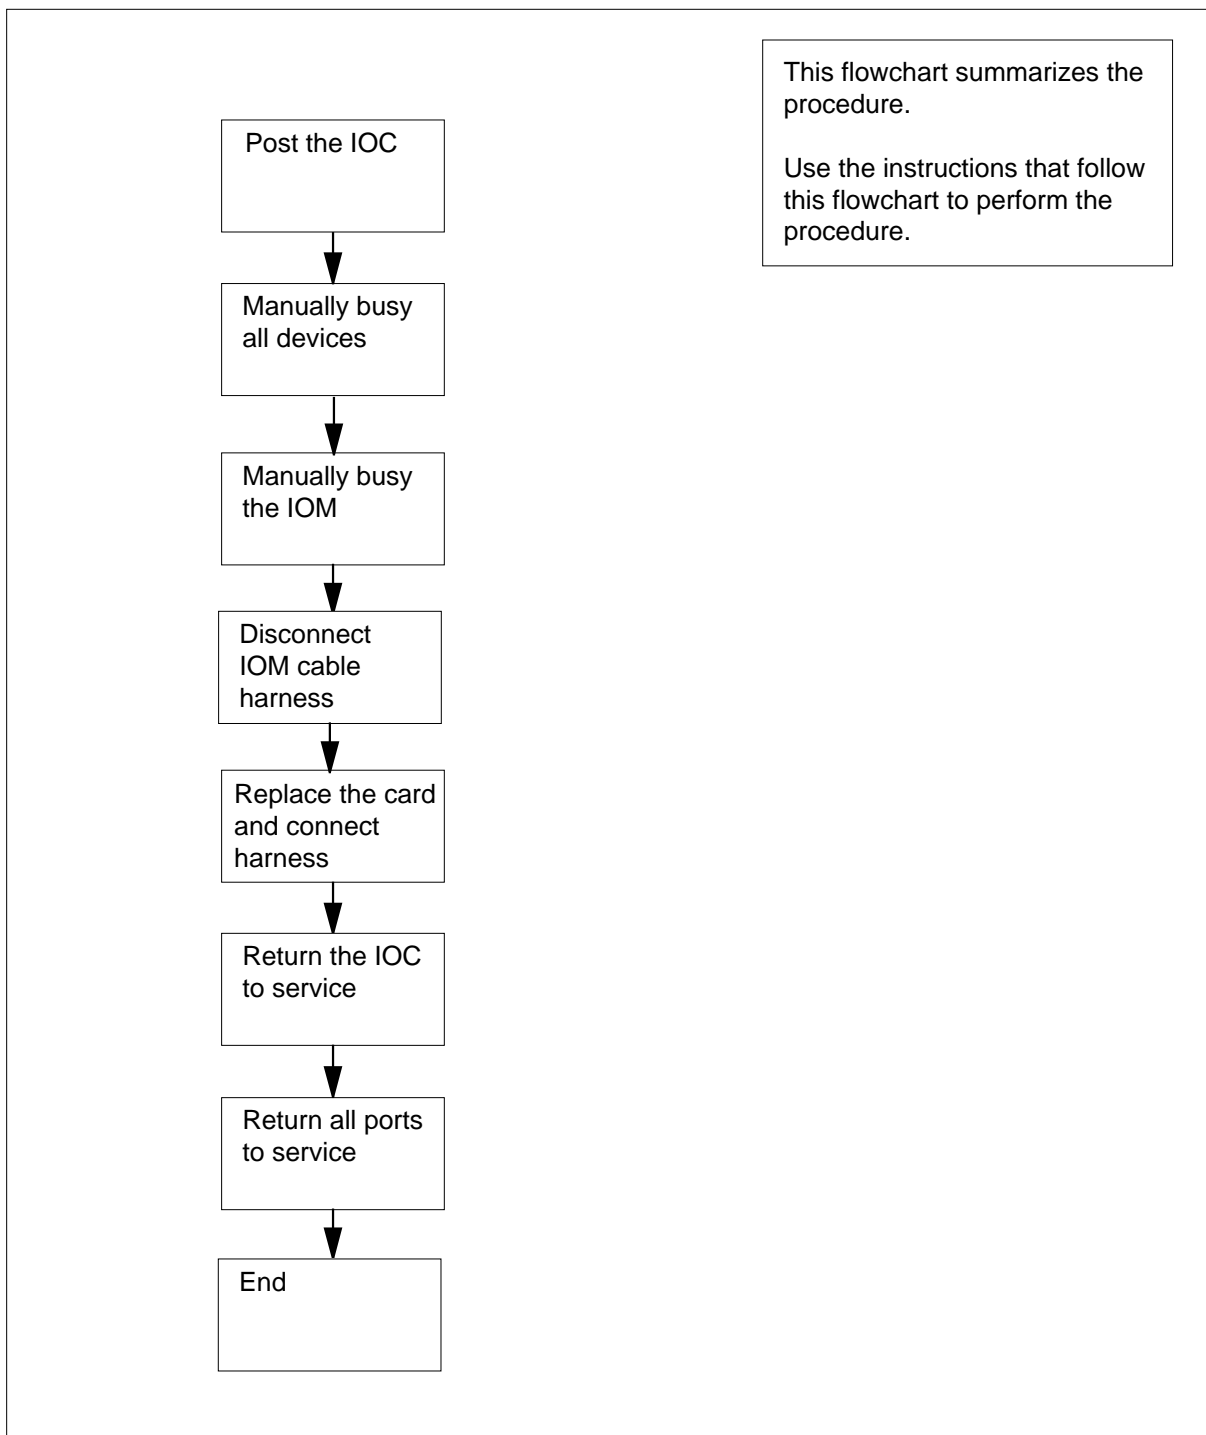 This flowchart summarizes the
procedure.
Use the instructions that follow
this flowchart to perform the
procedure.
Post the IOC
Manually busy
all devices
Manually busy
the IOM
Disconnect
IOM cable
harness
Replace the card
and connect
harness
Return the IOC
to service
Return all ports
to service
End